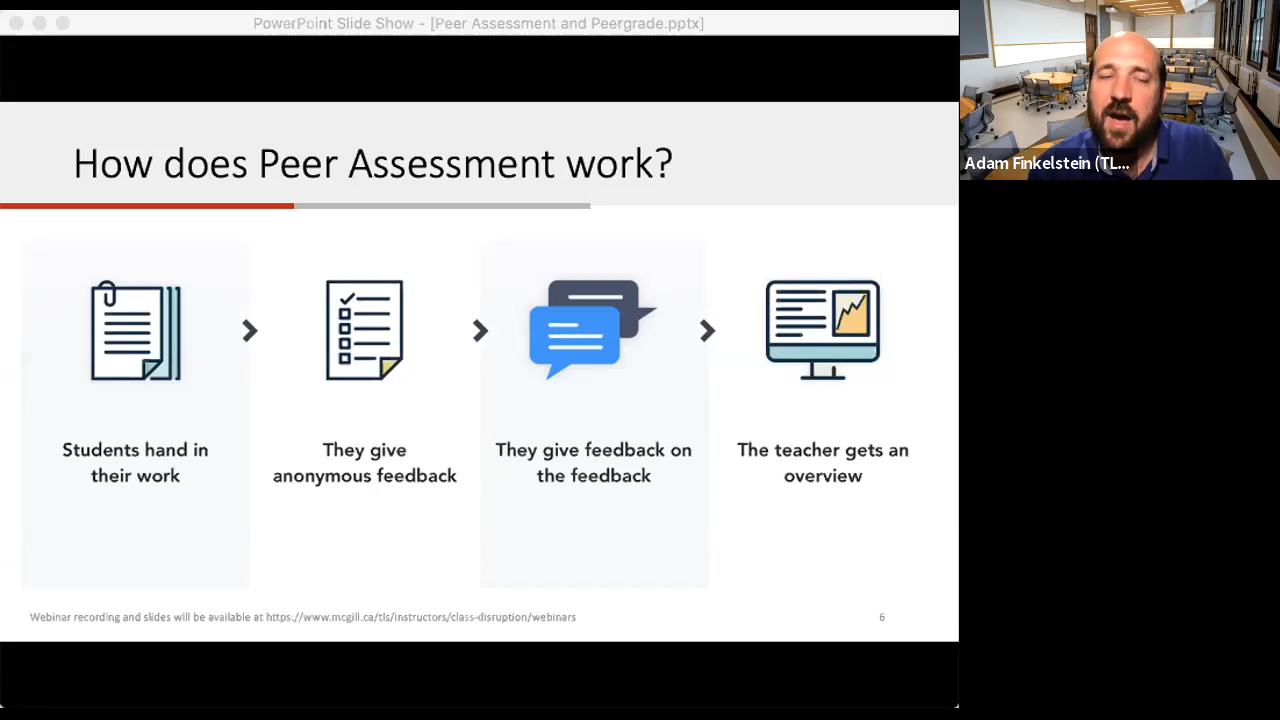 PowerPoint Slide Show - [Peer Assessment and Peergrade.pptx]
Adam Finkelstein (TL...
How does Peer Assessment work?
Students hand in
their work
They give
anonymous feedback
They give feedback on
the feedback
The teacher gets an
overview
Webinar recording and slides will be available at https://www.mcgill.ca/tls/instructors/class-disruption/webinars
6